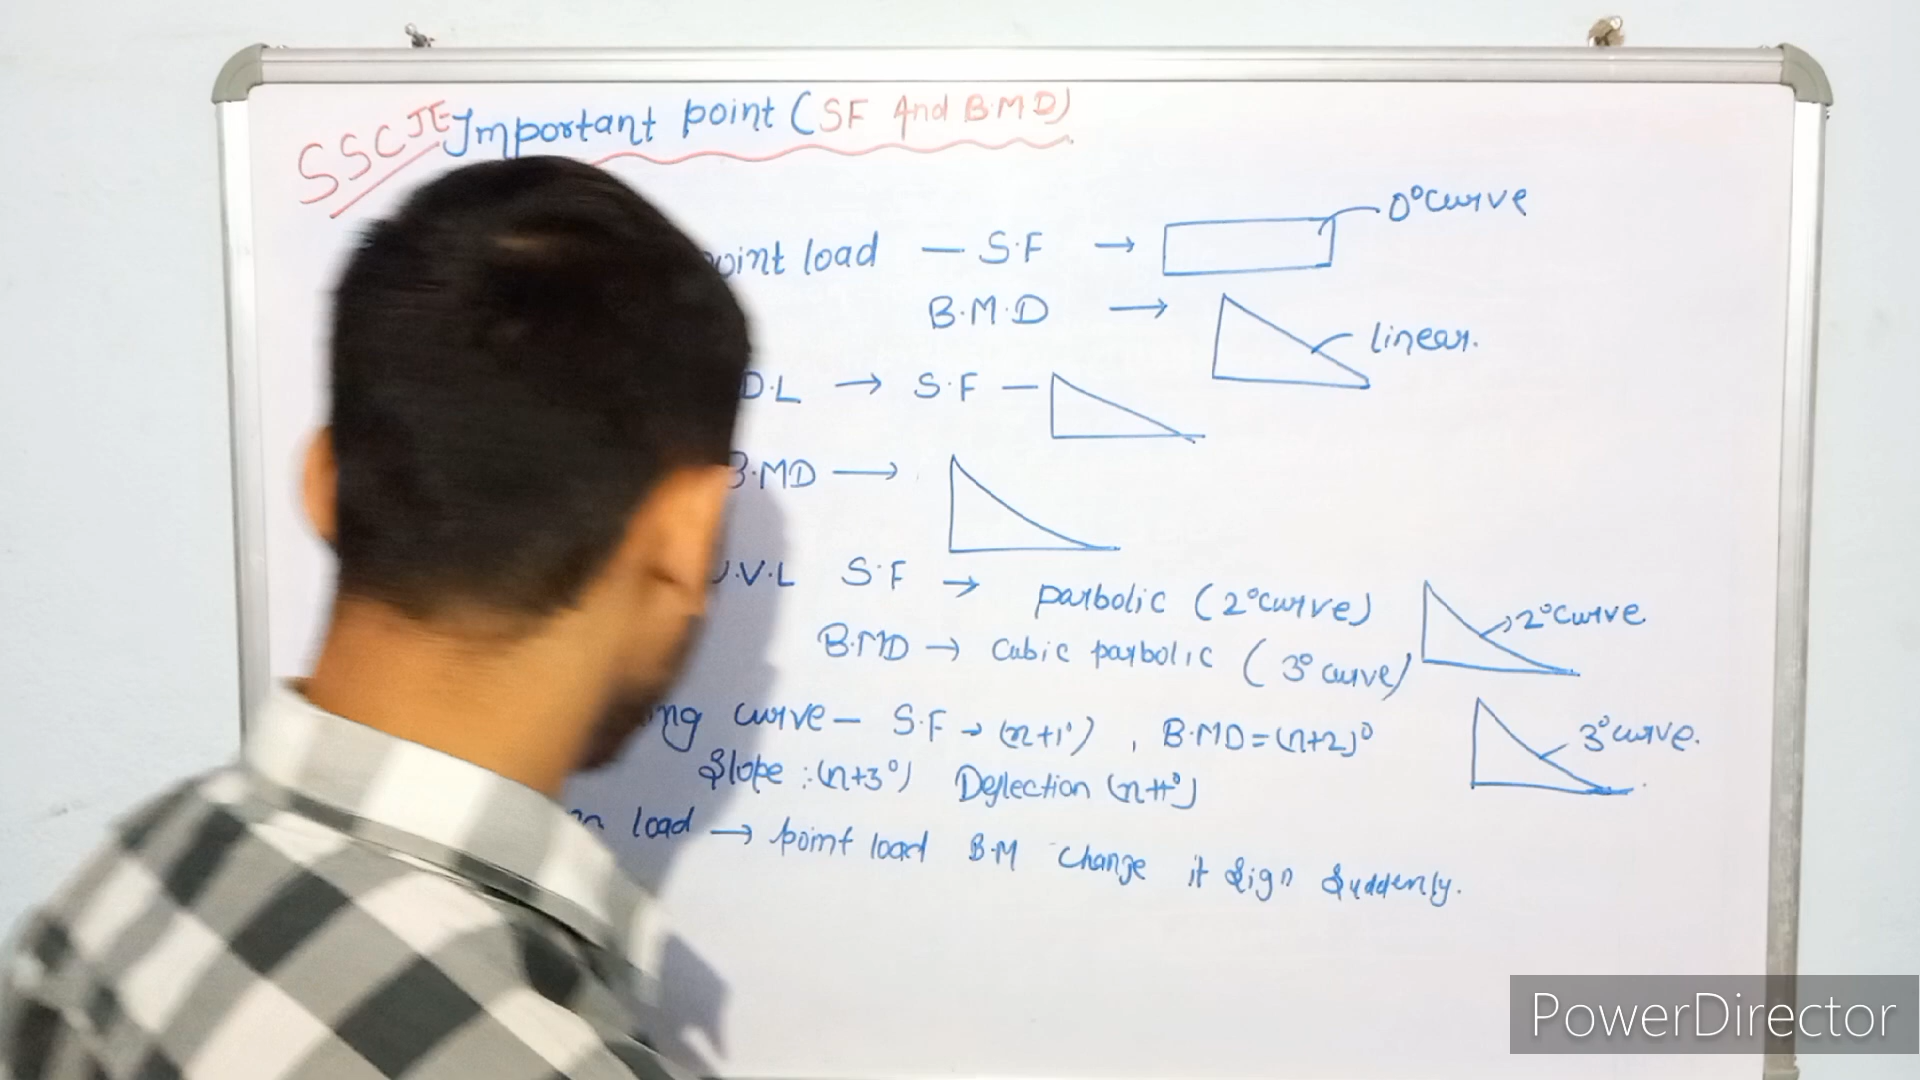 SSC JE Important point (SF And B.M.D)
0°curve
point load — S.F →
B.M.D →
linear.
D.L → S.F —
B.MD →
U.V.L S.F → parbolic (2°curve)
2°curve
B.MD → Cubic parbolic (3°curve)
curve — S.F → (n+1°) , B.MD = (n+2)°
3°curve.
Slope : (n+3°) Deflection
load → point load B.M change it sign suddenly.
PowerDirector